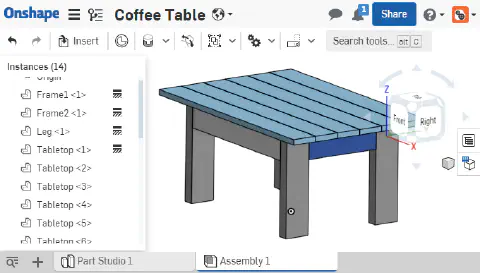 Onshape Coffee Table 1 Share
Insert Search tools... alt C
Instances (14)
Origin
Frame1 <1>
Frame2 <1>
Leg <1>
Tabletop <1>
Tabletop <2>
Tabletop <3>
Tabletop <4>
Tabletop <5>
Tabletop <6>
Z
Front Right
X
Part Studio 1 Assembly 1